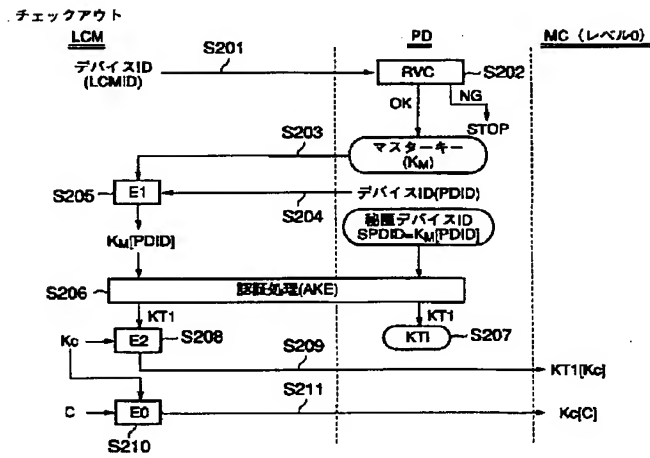 チェックアウト
LCM
PD
MC (レベル0)
S201
デバイスID
(LCMID)
RVC
S202
OK
NG
STOP
S203
マスターキー
(KM)
S205
E1
S204
デバイスID(PDID)
KM[PDID]
秘匿デバイスID
SPDID=KM[PDID]
S206
認証処理(AKE)
KT1
KT1
Kc
E2
S208
KTI
S207
S209
KT1[Kc]
S211
C
E0
Kc[C]
S210